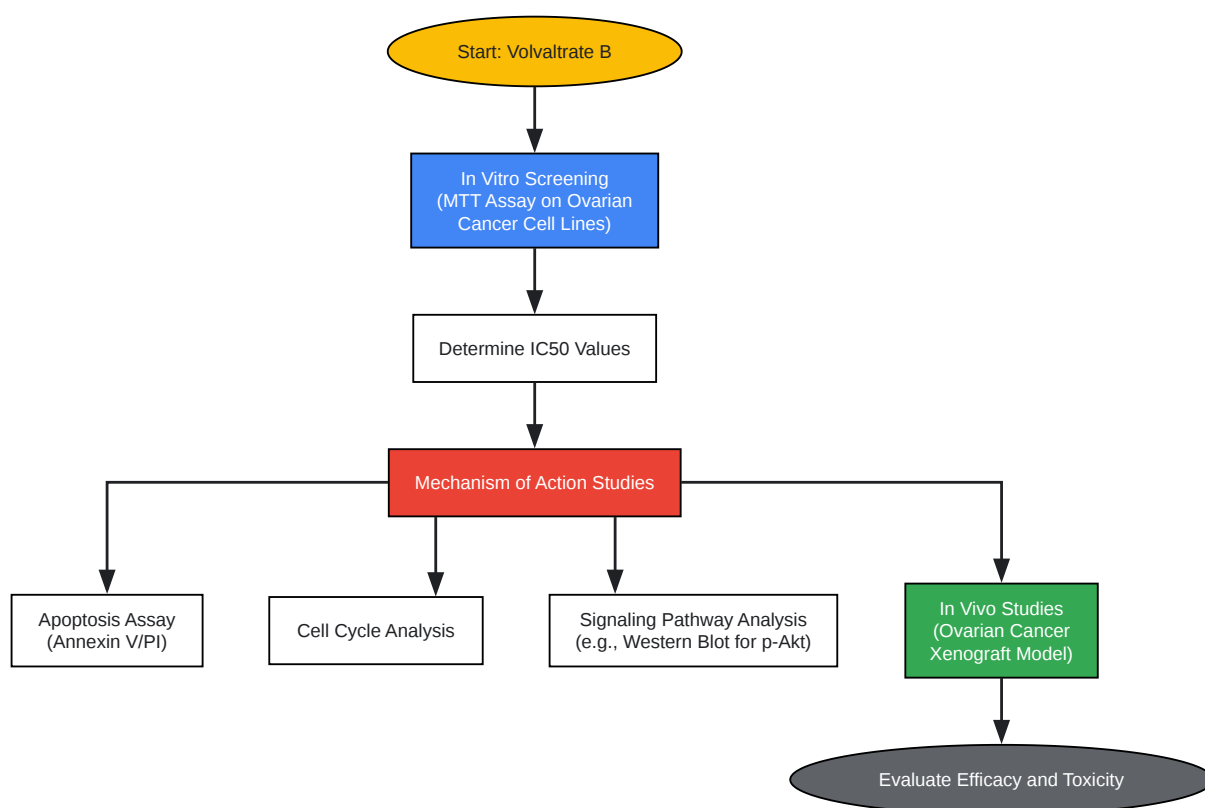 Start: Volvaltrate B
In Vitro Screening
(MTT Assay on Ovarian
Cancer Cell Lines)
Determine IC50 Values
Mechanism of Action Studies
Apoptosis Assay
(Annexin V/PI)
Cell Cycle Analysis
Signaling Pathway Analysis
(e.g., Western Blot for p-Akt)
In Vivo Studies
(Ovarian Cancer
Xenograft Model)
Evaluate Efficacy and Toxicity